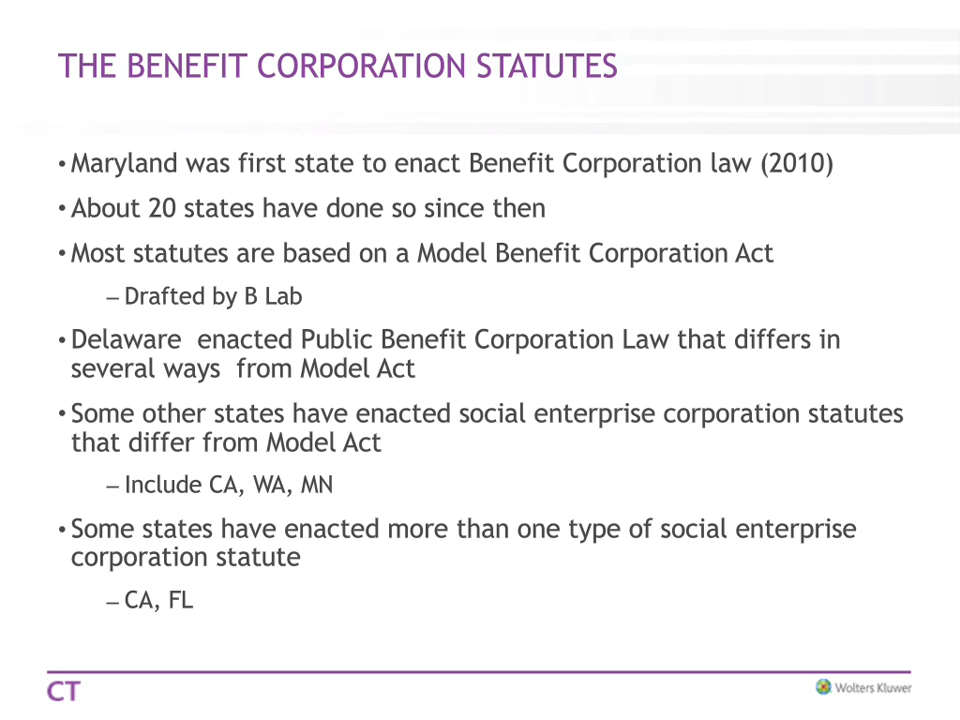 THE BENEFIT CORPORATION STATUTES
• Maryland was first state to enact Benefit Corporation law (2010)
• About 20 states have done so since then
• Most statutes are based on a Model Benefit Corporation Act
– Drafted by B Lab
• Delaware  enacted Public Benefit Corporation Law that differs in
several ways  from Model Act
• Some other states have enacted social enterprise corporation statutes
that differ from Model Act
– Include CA, WA, MN
• Some states have enacted more than one type of social enterprise
corporation statute
– CA, FL
CT
Wolters Kluwer